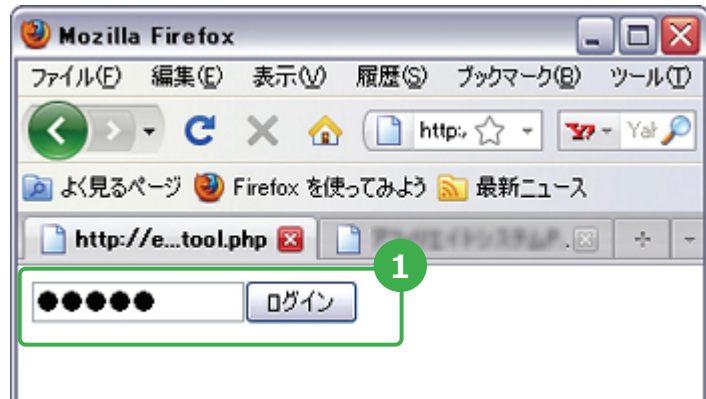 Mozilla Firefox
ファイル(F) 編集(E) 表示(V) 履歴(S) ブックマーク(B) ツール(T)
http:
よく見るページ Firefox を使ってみよう 最新ニュース
http://e...tool.php
1
●●●●● ログイン